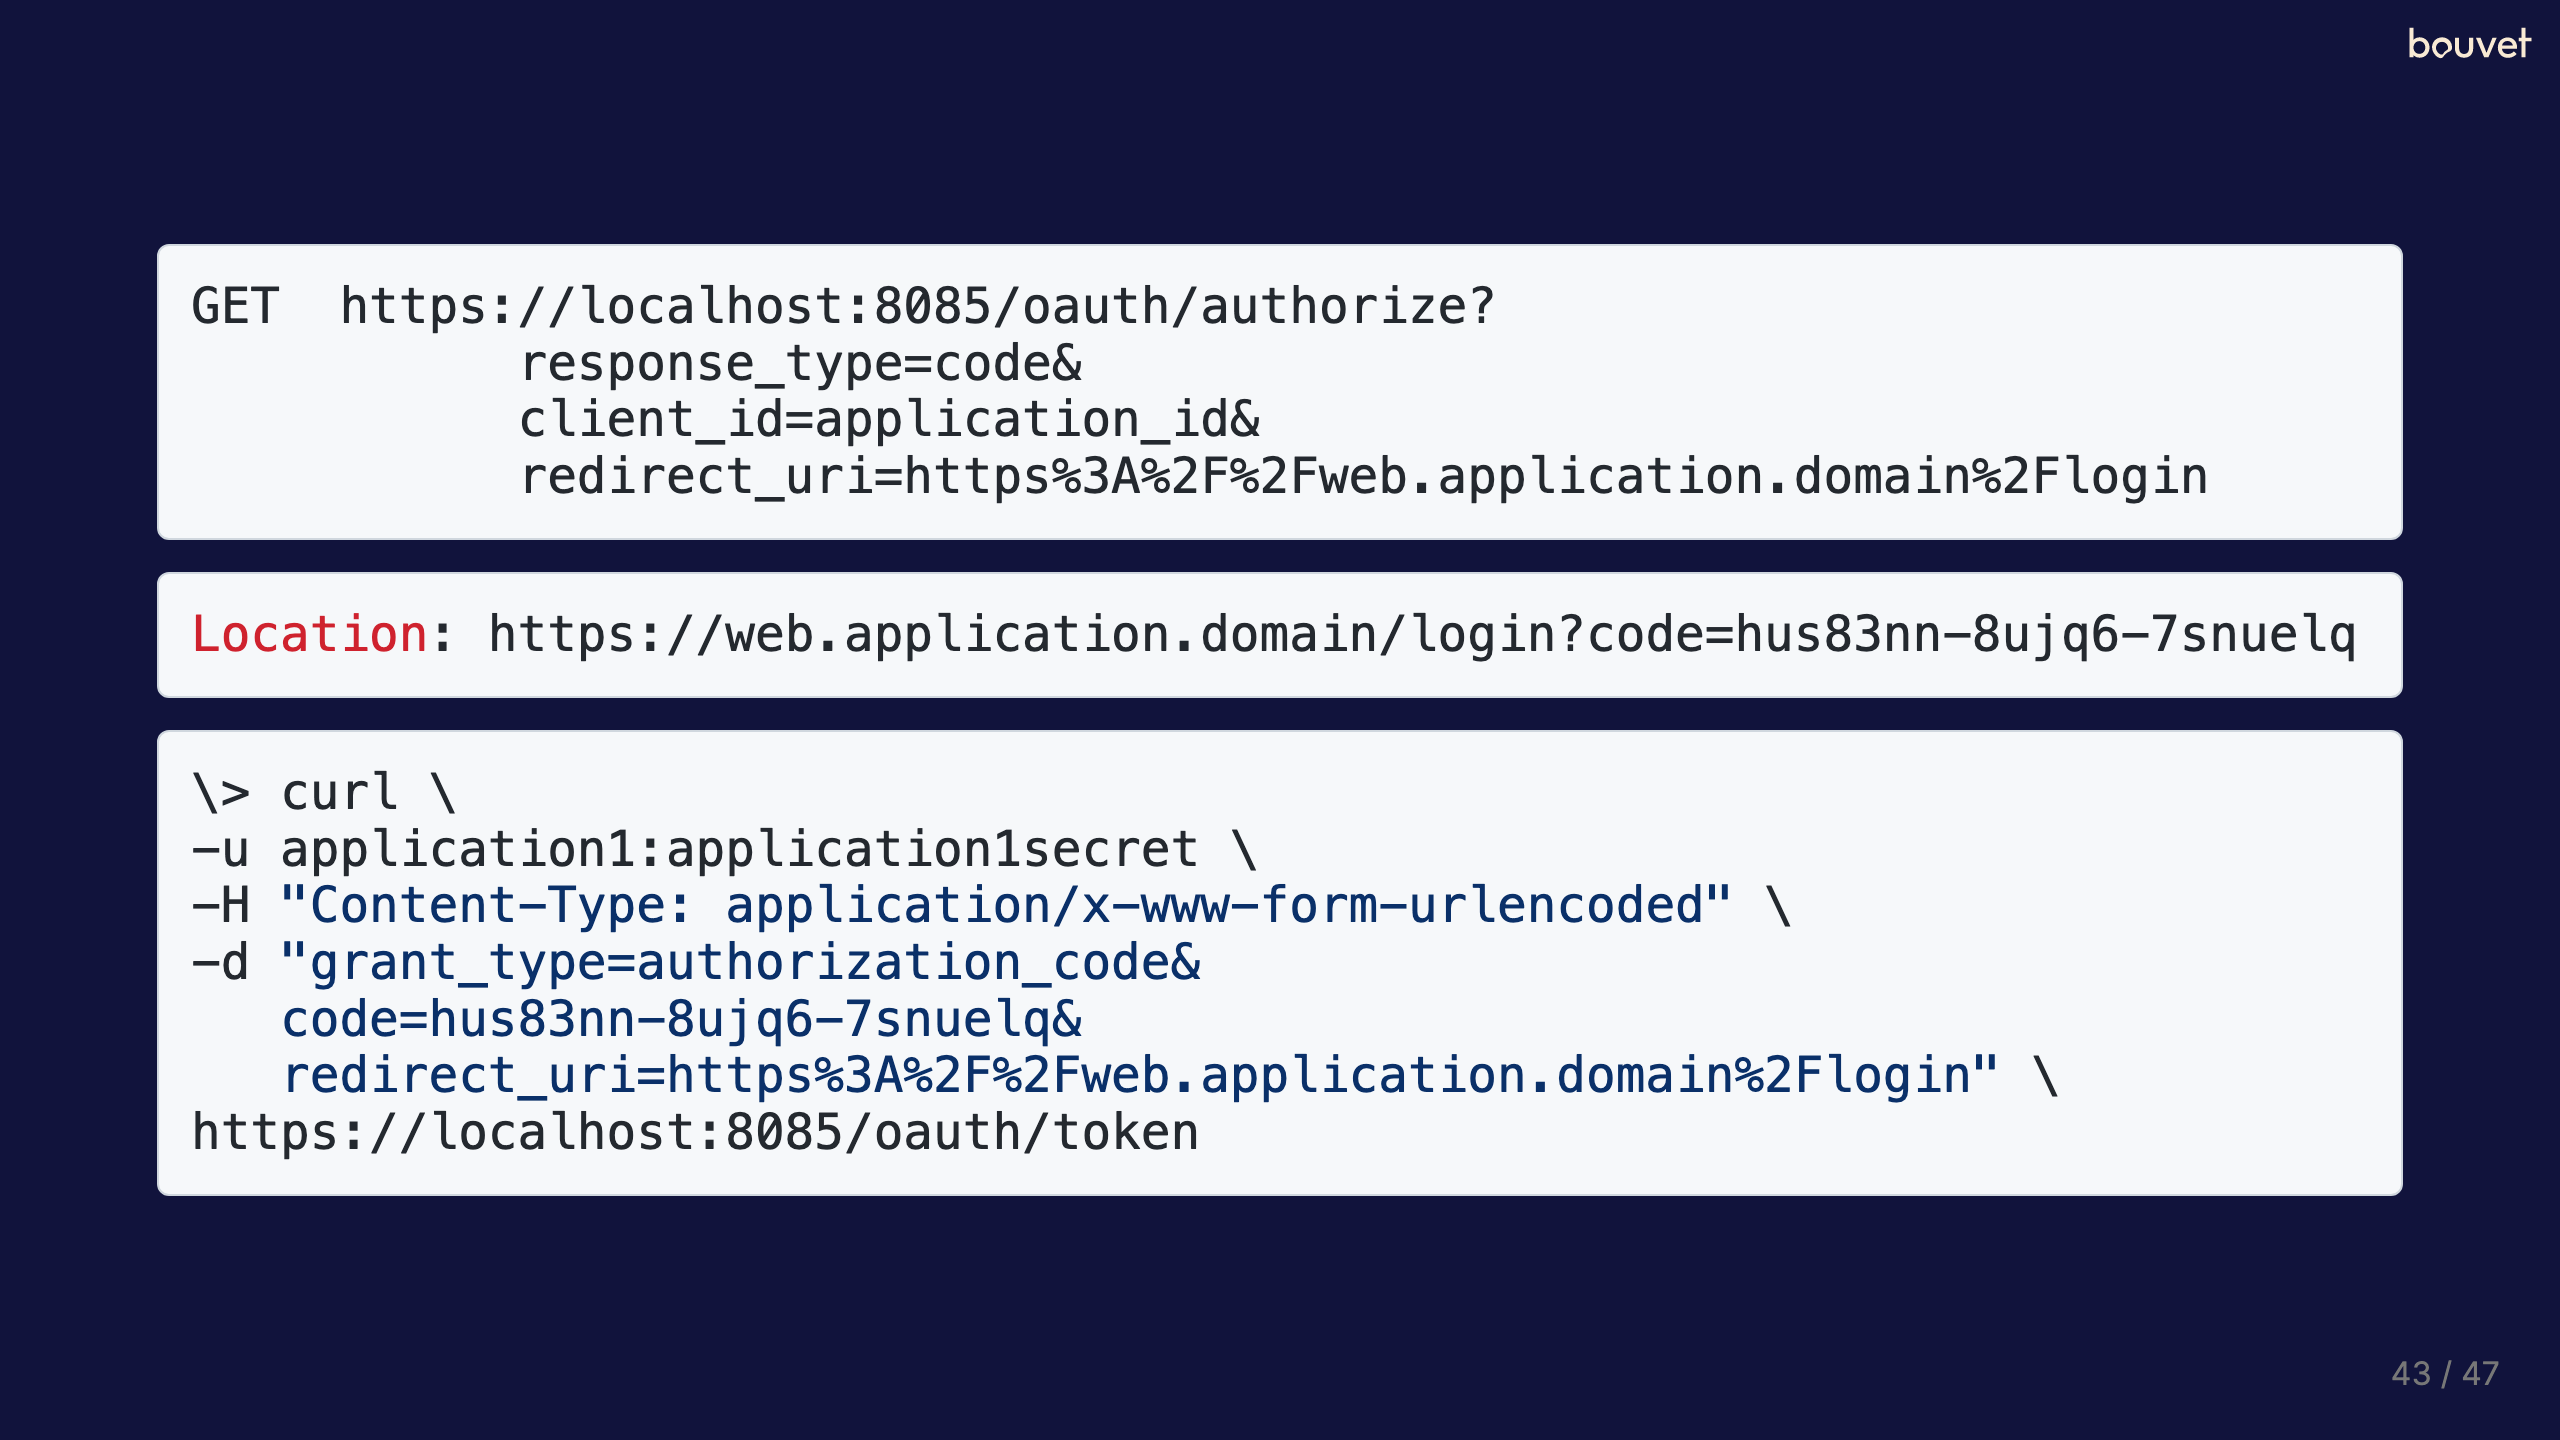 bouvet
GET  https://localhost:8085/oauth/authorize?
           response_type=code&
           client_id=application_id&
           redirect_uri=https%3A%2F%2Fweb.application.domain%2Flogin
Location: https://web.application.domain/login?code=hus83nn-8ujq6-7snuelq
\> curl \
-u application1:application1secret \
-H "Content-Type: application/x-www-form-urlencoded" \
-d "grant_type=authorization_code&
   code=hus83nn-8ujq6-7snuelq&
   redirect_uri=https%3A%2F%2Fweb.application.domain%2Flogin" \
https://localhost:8085/oauth/token
43 / 47